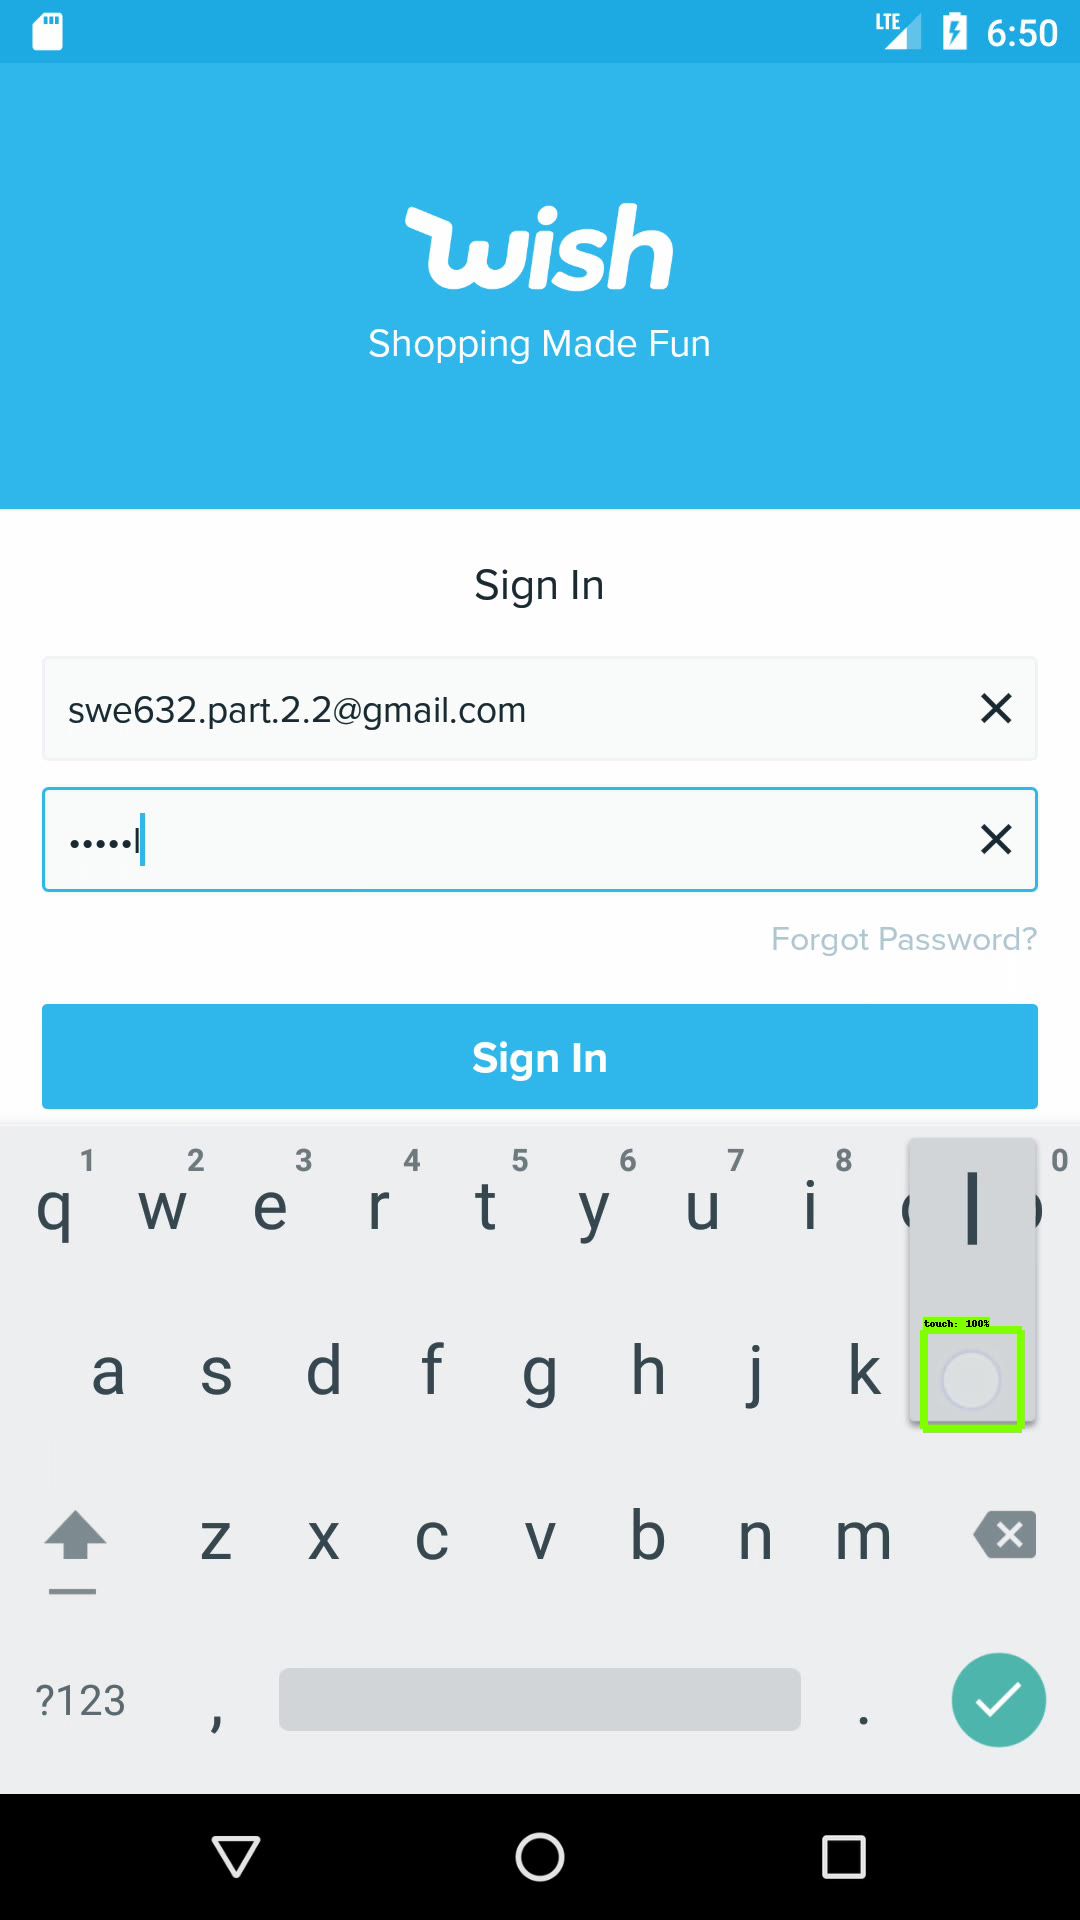 LTE 6:50
wish
Shopping Made Fun
Sign In
swe632.part.2.2@gmail.com
•••••l
Forgot Password?
Sign In
1 2 3 4 5 6 7 8 0
q w e r t y u i l
touch: 100%
a s d f g h j k
z x c v b n m
?123 , .